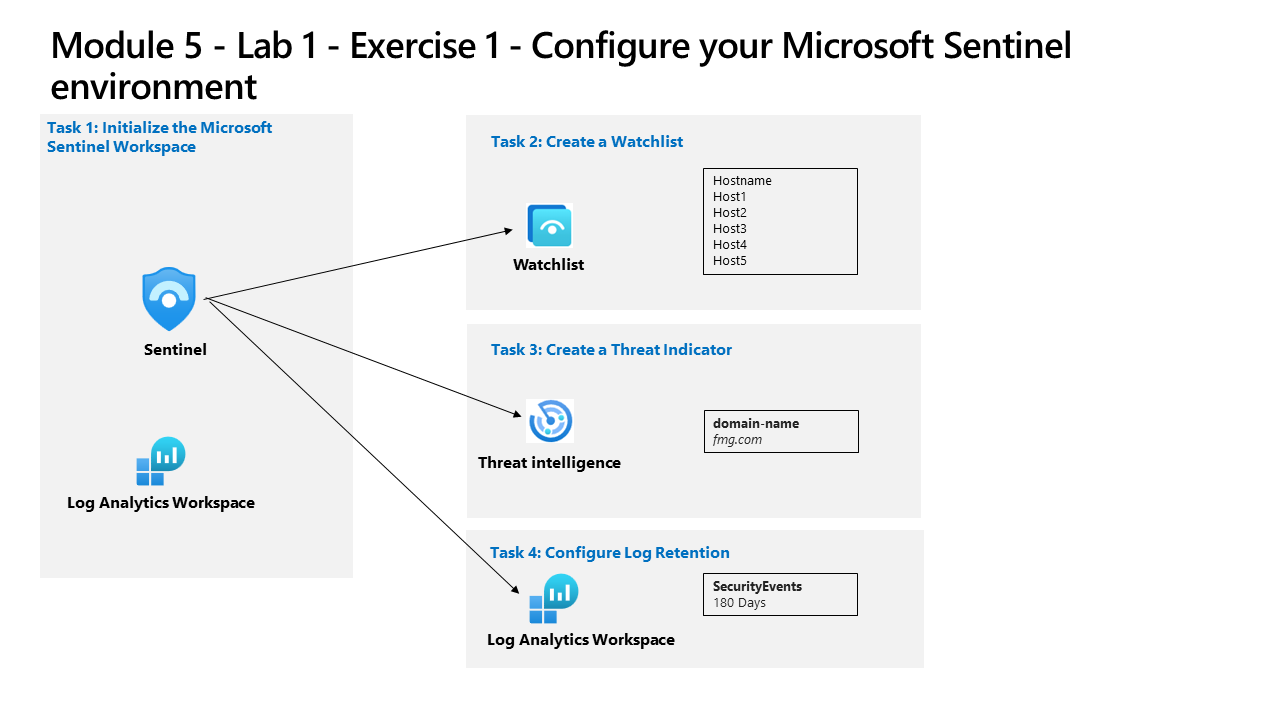 Module 5 - Lab 1 - Exercise 1 - Configure your Microsoft Sentinel
environment
Task 1: Initialize the Microsoft
Sentinel Workspace
Sentinel
Log Analytics Workspace
Task 2: Create a Watchlist
Watchlist
Hostname
Host1
Host2
Host3
Host4
Host5
Task 3: Create a Threat Indicator
Threat intelligence
domain-name
fmg.com
Task 4: Configure Log Retention
Log Analytics Workspace
SecurityEvents
180 Days